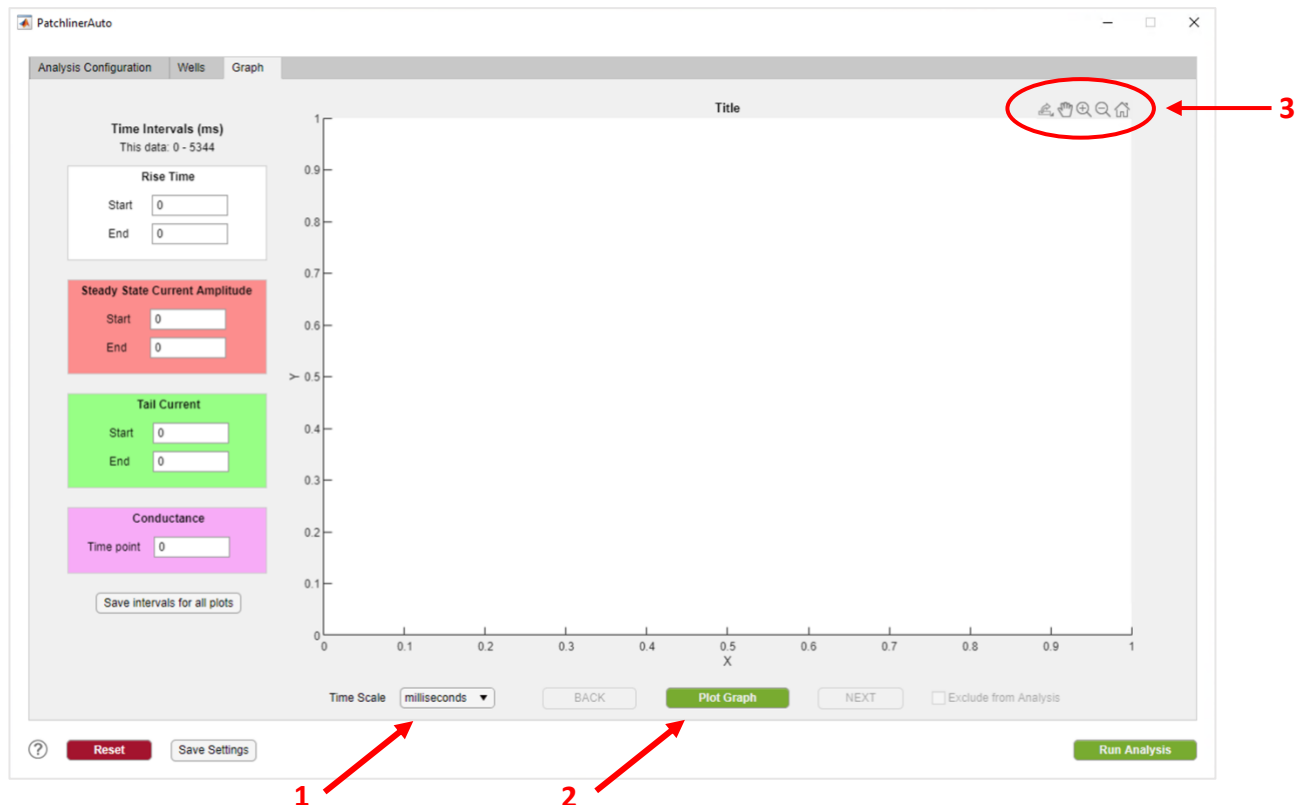 PatchlinerAuto
Analysis Configuration Wells Graph
Title
3
Time Intervals (ms)
This data: 0 - 5344
Rise Time
Start 0
End 0
Steady State Current Amplitude
Start 0
End 0
Tail Current
Start 0
End 0
Conductance
Time point 0
Save intervals for all plots
1
0.9
0.8
0.7
0.6
Y 0.5
0.4
0.3
0.2
0.1
0
0 0.1 0.2 0.3 0.4 0.5 0.6 0.7 0.8 0.9 1
X
Time Scale milliseconds BACK Plot Graph NEXT Exclude from Analysis
? Reset Save Settings Run Analysis
1 2